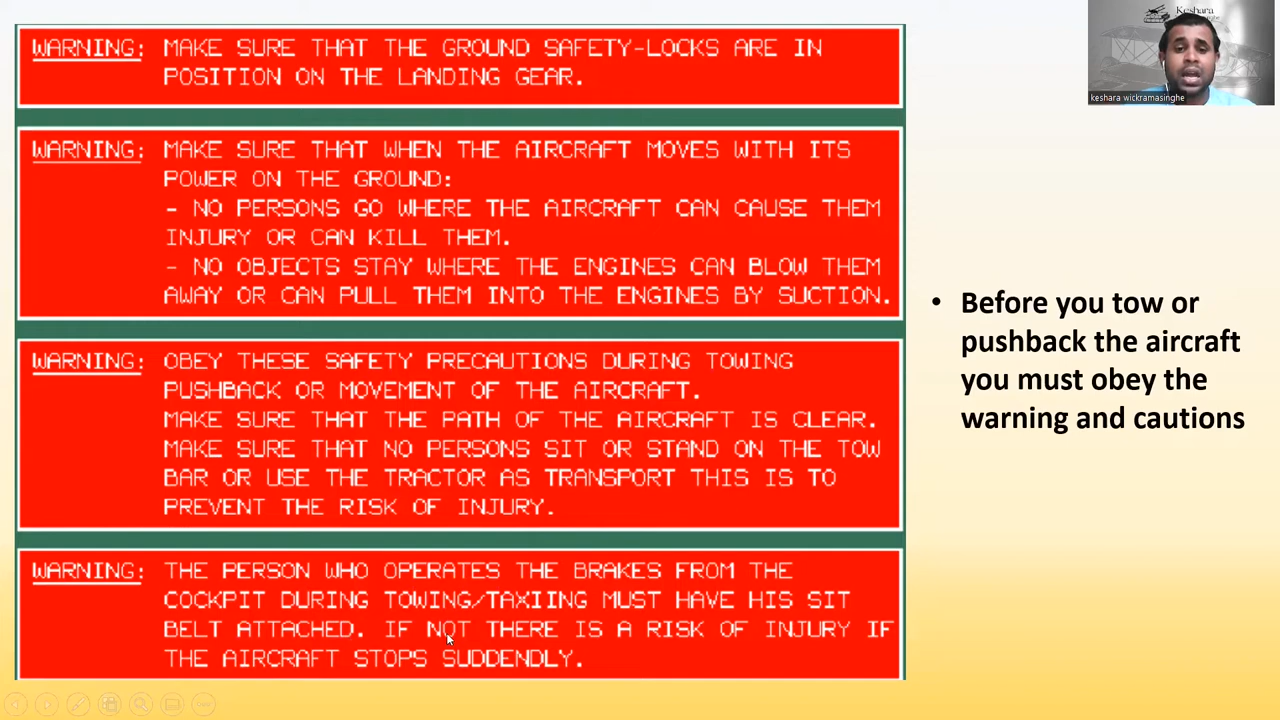 WARNING: MAKE SURE THAT THE GROUND SAFETY-LOCKS ARE IN
POSITION ON THE LANDING GEAR.
WARNING: MAKE SURE THAT WHEN THE AIRCRAFT MOVES WITH ITS
POWER ON THE GROUND:
- NO PERSONS GO WHERE THE AIRCRAFT CAN CAUSE THEM
INJURY OR CAN KILL THEM.
- NO OBJECTS STAY WHERE THE ENGINES CAN BLOW THEM
AWAY OR CAN PULL THEM INTO THE ENGINES BY SUCTION.
WARNING: OBEY THESE SAFETY PRECAUTIONS DURING TOWING
PUSHBACK OR MOVEMENT OF THE AIRCRAFT.
MAKE SURE THAT THE PATH OF THE AIRCRAFT IS CLEAR.
MAKE SURE THAT NO PERSONS SIT OR STAND ON THE TOW
BAR OR USE THE TRACTOR AS TRANSPORT THIS IS TO
PREVENT THE RISK OF INJURY.
WARNING: THE PERSON WHO OPERATES THE BRAKES FROM THE
COCKPIT DURING TOWING/TAXIING MUST HAVE HIS SIT
BELT ATTACHED. IF NOT THERE IS A RISK OF INJURY IF
THE AIRCRAFT STOPS SUDDENDLY.
• Before you tow or
pushback the aircraft
you must obey the
warning and cautions
Keshara
keshara wickramasinghe